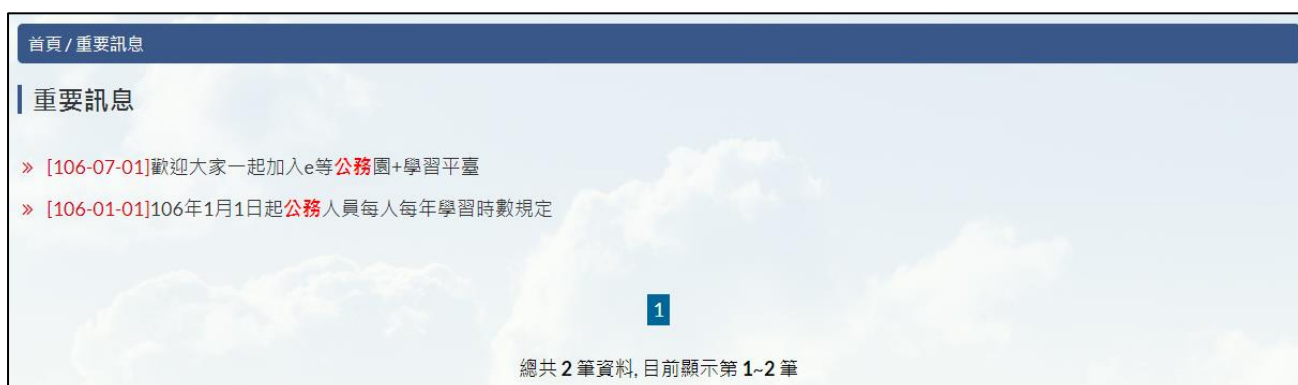 首頁 / 重要訊息
重要訊息
» [106-07-01]歡迎大家一起加入e等公務園+學習平臺
» [106-01-01]106年1月1日起公務人員每人每年學習時數規定
1
總共 2 筆資料, 目前顯示第 1~2 筆